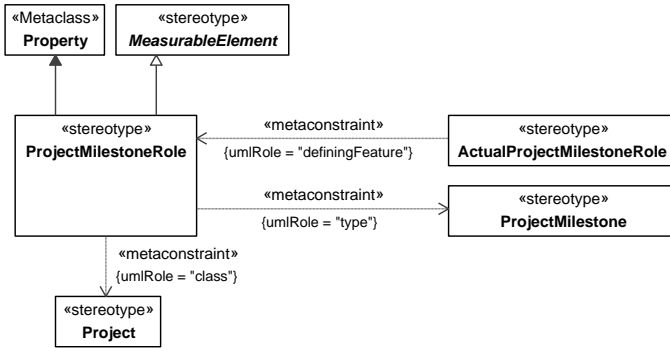 «Metaclass»
Property
«stereotype»
MeasurableElement
«stereotype»
ProjectMilestoneRole
«metaconstraint»
{umlRole = "definingFeature"}
«stereotype»
ActualProjectMilestoneRole
«metaconstraint»
{umlRole = "type"}
«stereotype»
ProjectMilestone
«metaconstraint»
{umlRole = "class"}
«stereotype»
Project